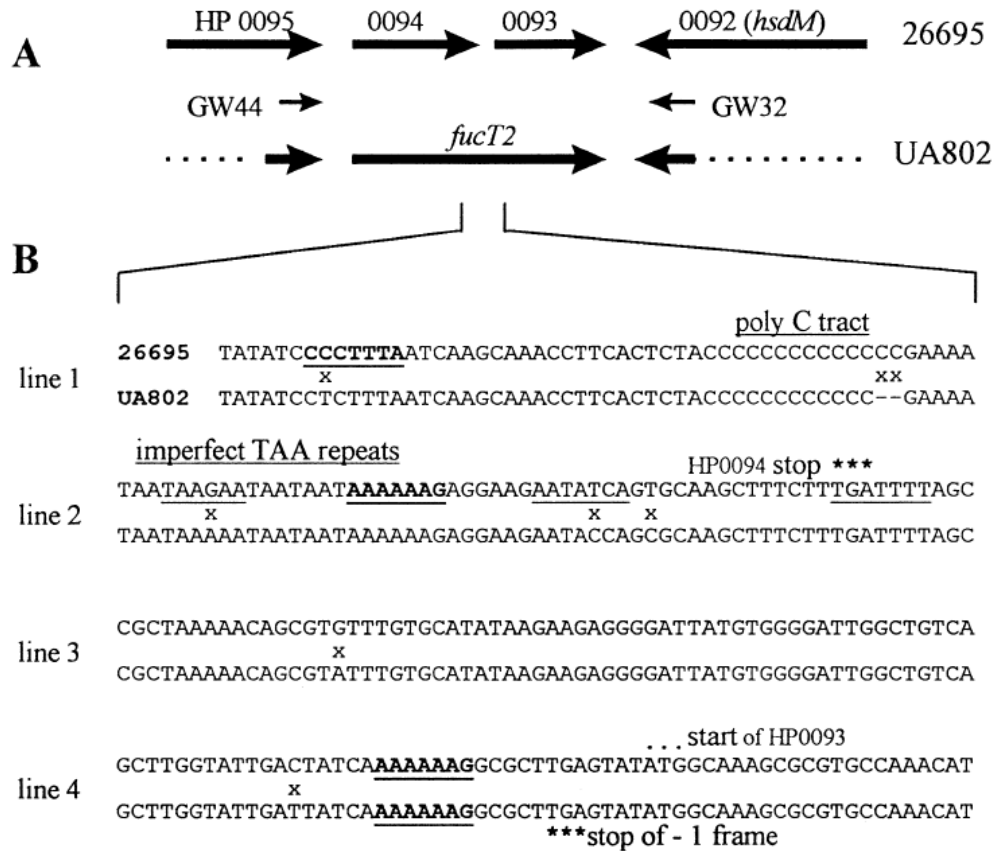 A
HP 0095 0094 0093 0092 (hsdM) 26695
GW44 GW32
fucT2
UA802
B
poly C tract
26695 TATATCCCCTTTAATCAAGCAAACCTTCACTCTACCCCCCCCCCCCCCCGAAAA
line 1 x xx
UA802 TATATCCTCTTTAATCAAGCAAACCTTCACTCTACCCCCCCCCCCCC--GAAAA
imperfect TAA repeats HP0094 stop ***
TAATAAGAATAATAATAAAAAAGAGGAAGAATATCAGTGCAAGCTTTCTTTGATTTTAGC
line 2 x x x
TAATAAAAATAATAATAAAAAAGAGGAAGAATACCAGCGCAAGCTTTCTTTGATTTTAGC
CGCTAAAAACAGCGTGTTTGTGCATATAAGAAGAGGGGATTATGTGGGGATTGGCTGTCA
line 3 x
CGCTAAAAACAGCGTATTTGTGCATATAAGAAGAGGGGATTATGTGGGGATTGGCTGTCA
... start of HP0093
GCTTGGTATTGACTATCAAAAAAAGGCGCTTGAGTATATGGCAAAGCGCGTGCCAAACAT
line 4 x
GCTTGGTATTGATTATCAAAAAAAGGCGCTTGAGTATATGGCAAAGCGCGTGCCAAACAT
***stop of - 1 frame